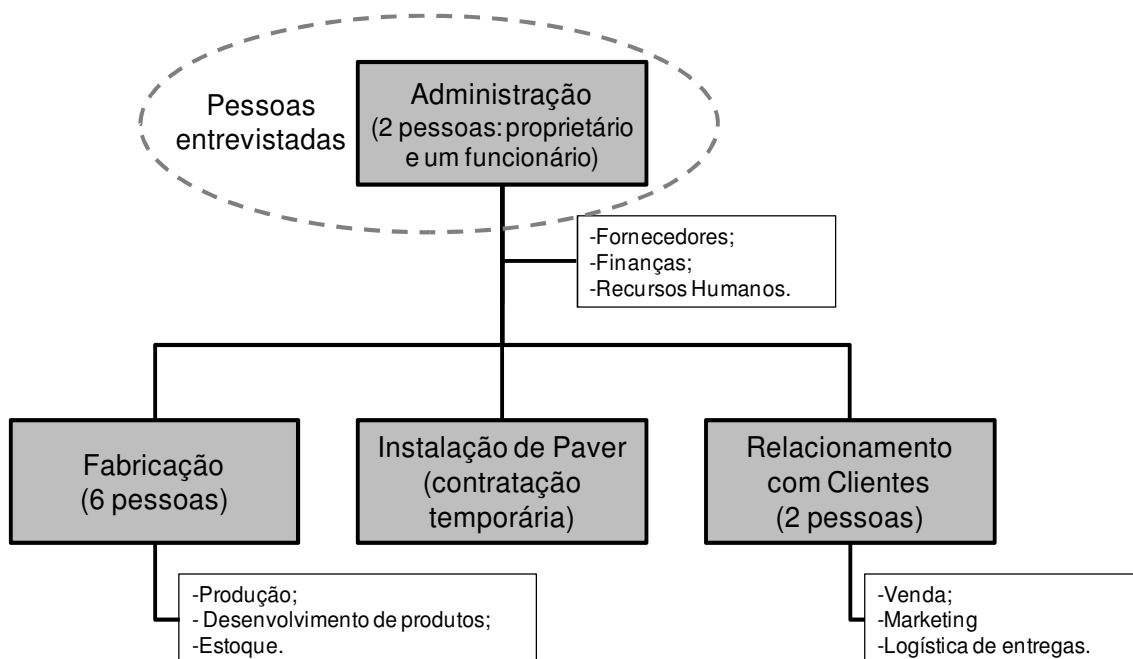 Pessoas
entrevistadas
Administração
(2 pessoas: proprietário
e um funcionário)
-Fornecedores;
-Finanças;
-Recursos Humanos.
Fabricação
(6 pessoas)
Instalação de Paver
(contratação
temporária)
Relacionamento
com Clientes
(2 pessoas)
-Produção;
- Desenvolvimento de produtos;
-Estoque.
-Venda;
-Marketing
-Logística de entregas.